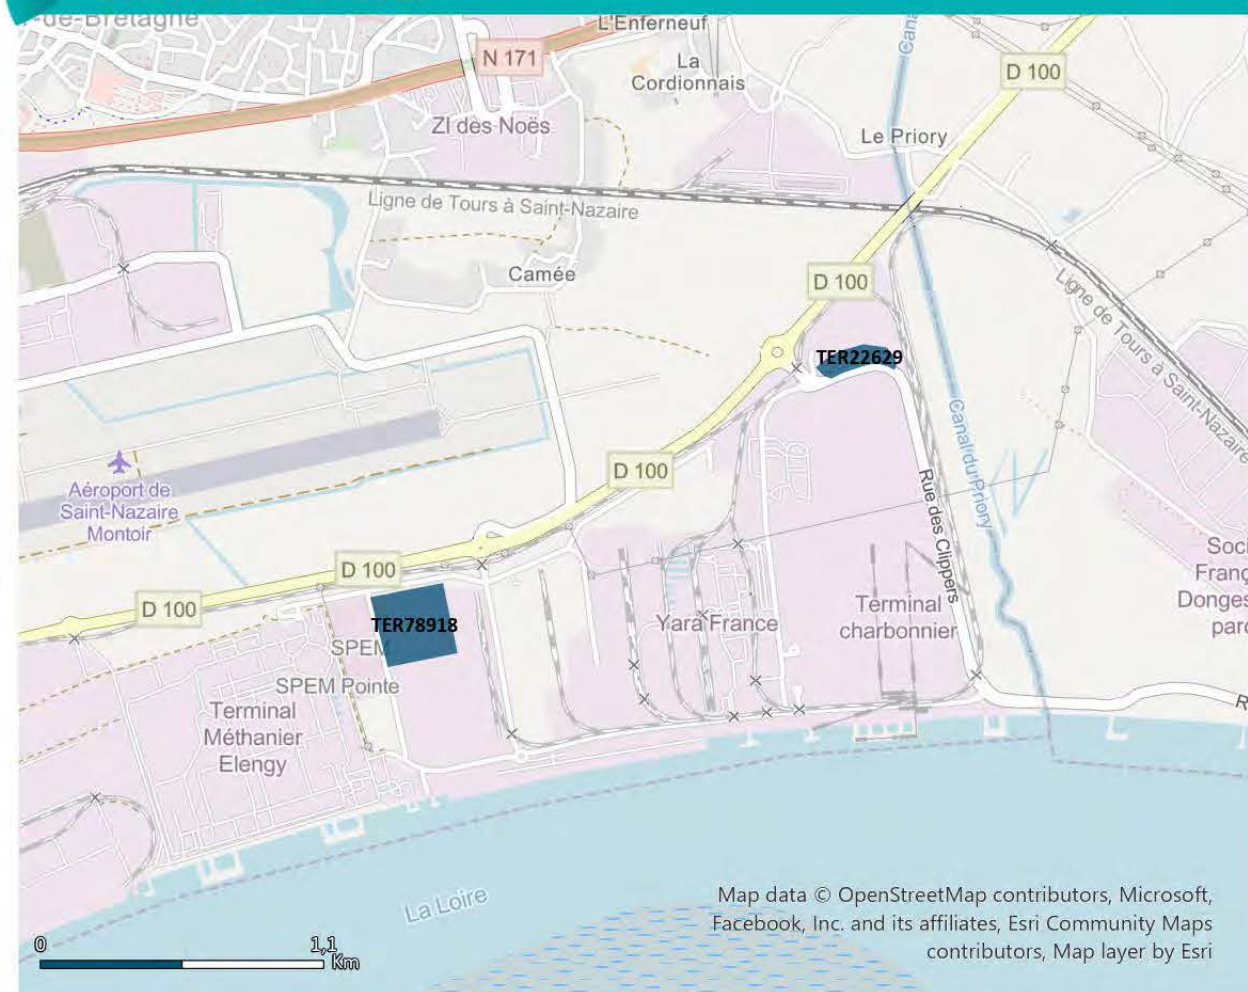 -de-Bretagne
L'Enferneuf
N 171
La
Cordionnais
D 100
ZI des Noës
Le Priory
Ligne de Tours à Saint-Nazaire
Camée
D 100
Ligne de Tours à Saint-Nazaire
TER22629
Canal du Priory
D 100
Rue des Clippers
Aéroport de
Saint-Nazaire
Montoir
D 100
D 100
TER78918
SPEM
SPEM Pointe
Yara France
Terminal
charbonnier
Terminal
Méthanier
Elengy
La Loire
Map data © OpenStreetMap contributors, Microsoft,
Facebook, Inc. and its affiliates, Esri Community Maps
contributors, Map layer by Esri
0
1,1
Km